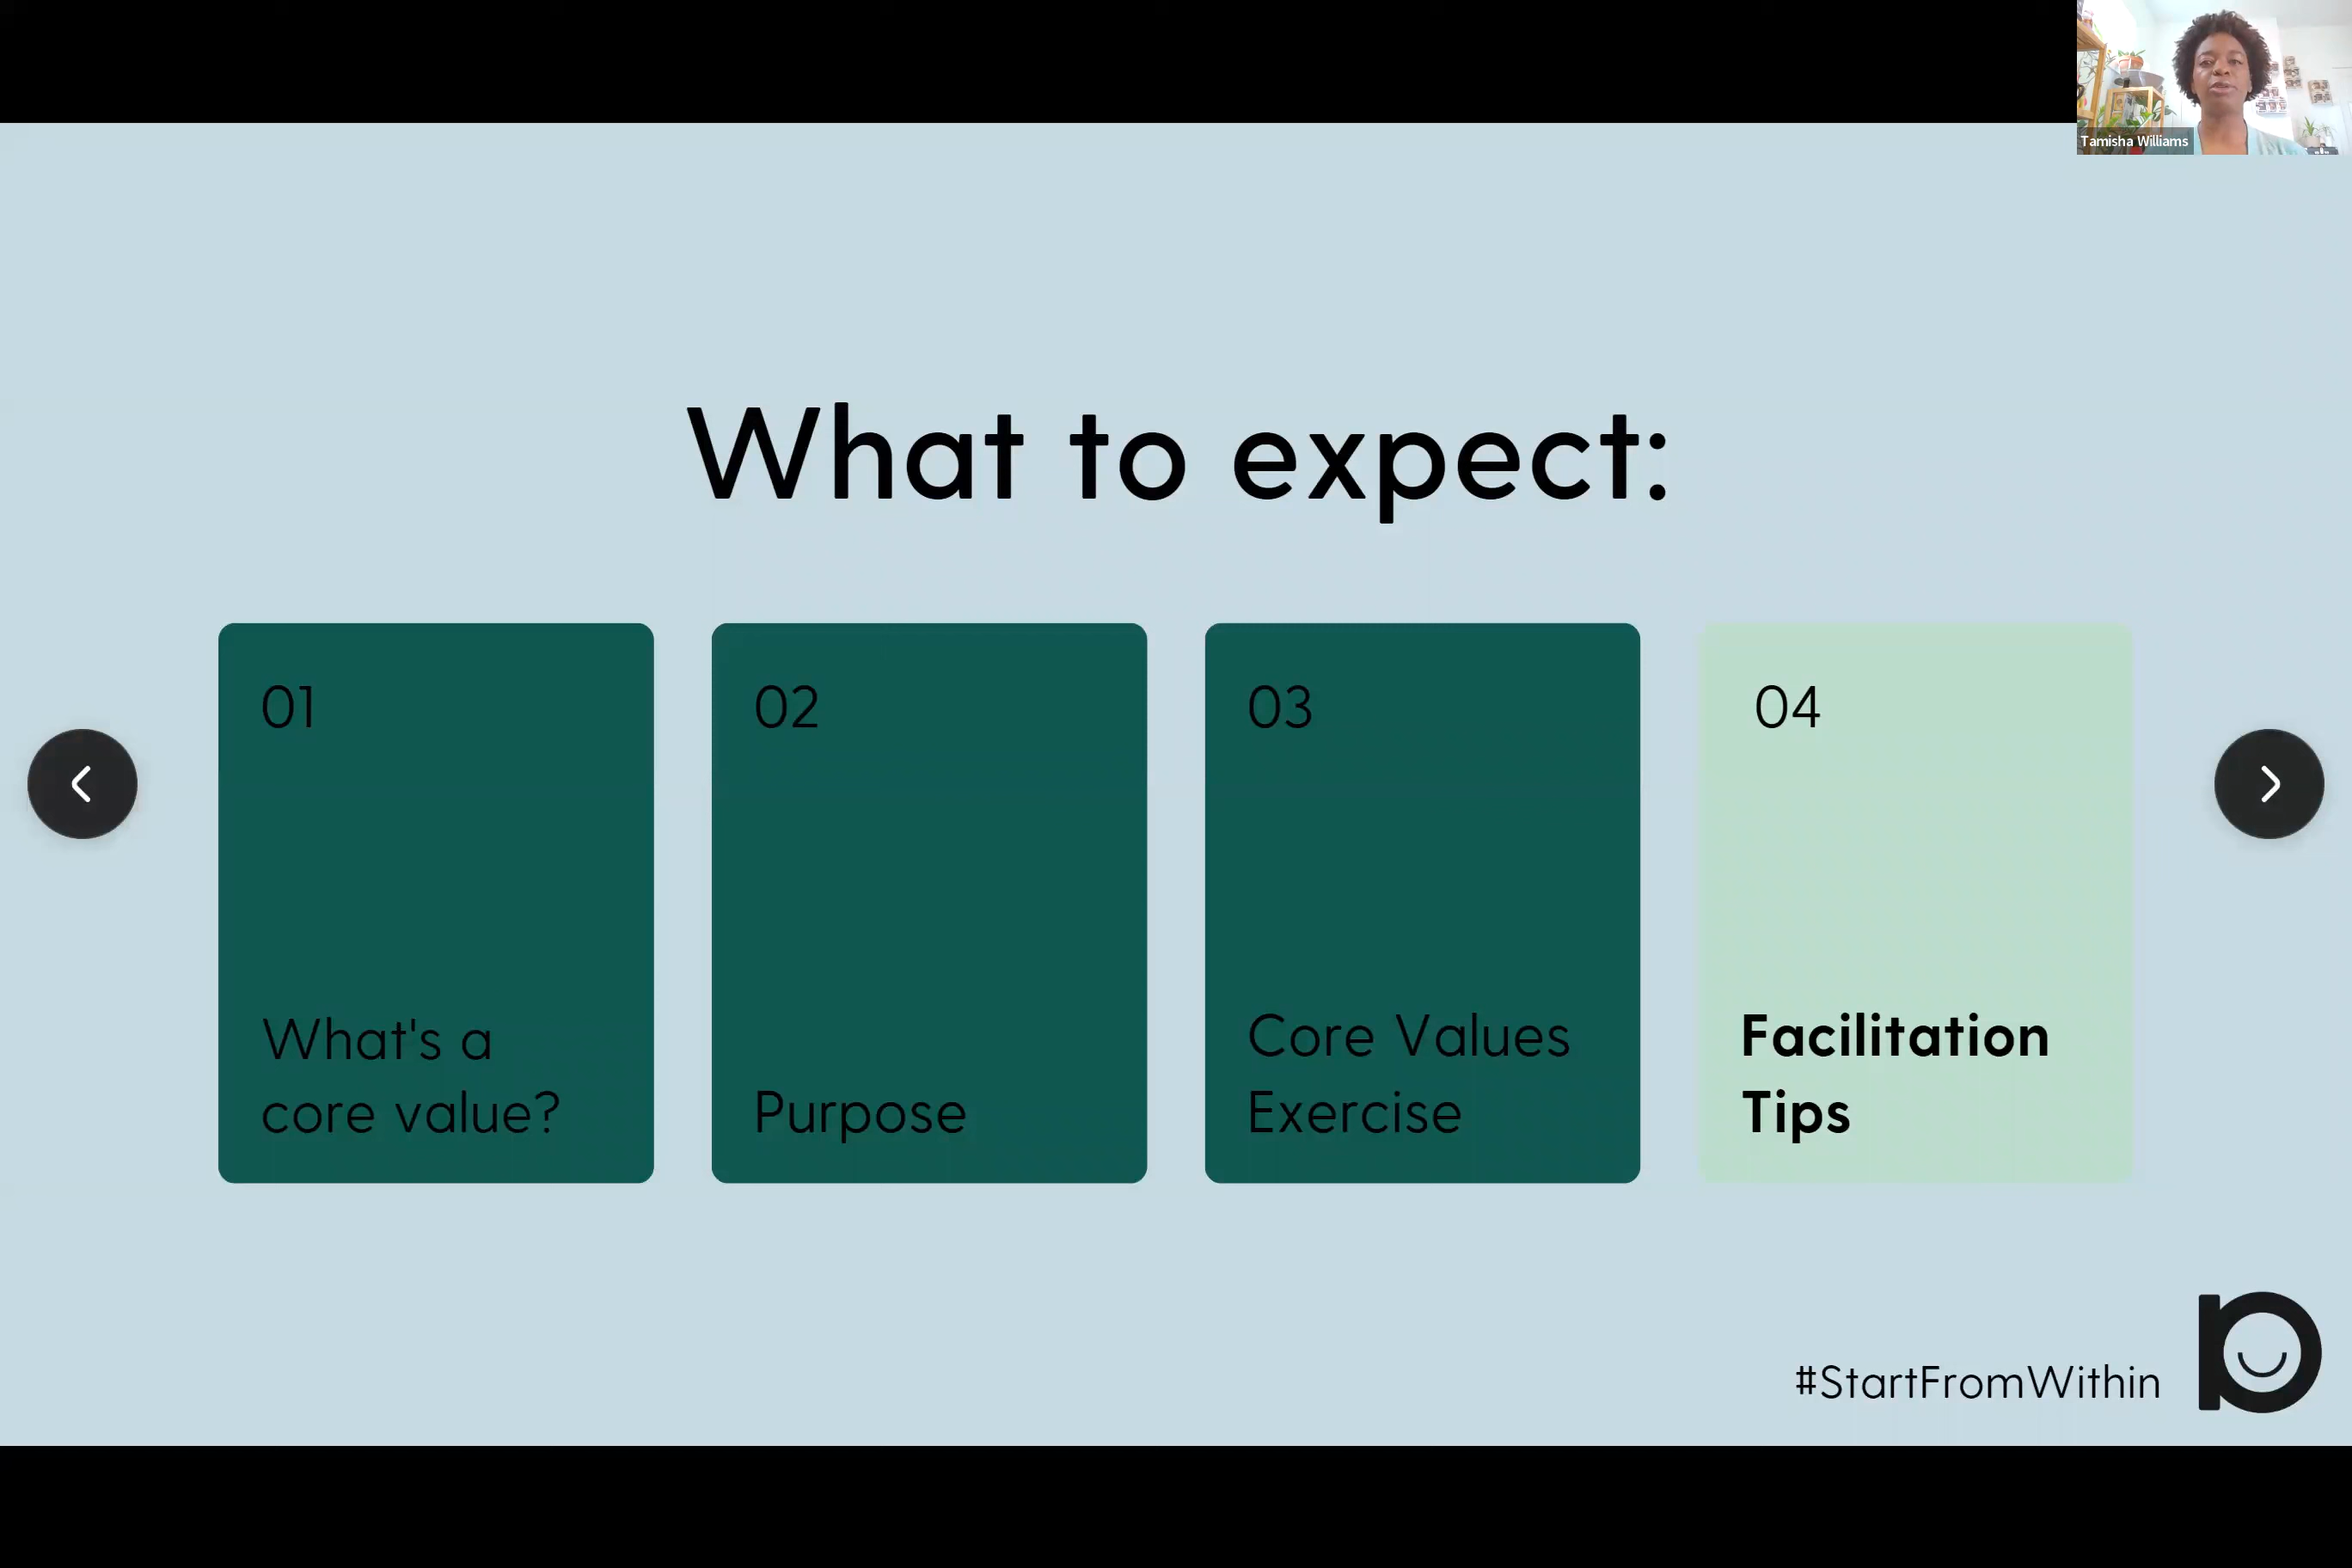 Tamisha Williams
What to expect:
01
What's a
core value?
02
Purpose
03
Core Values
Exercise
04
Facilitation
Tips
#StartFromWithin